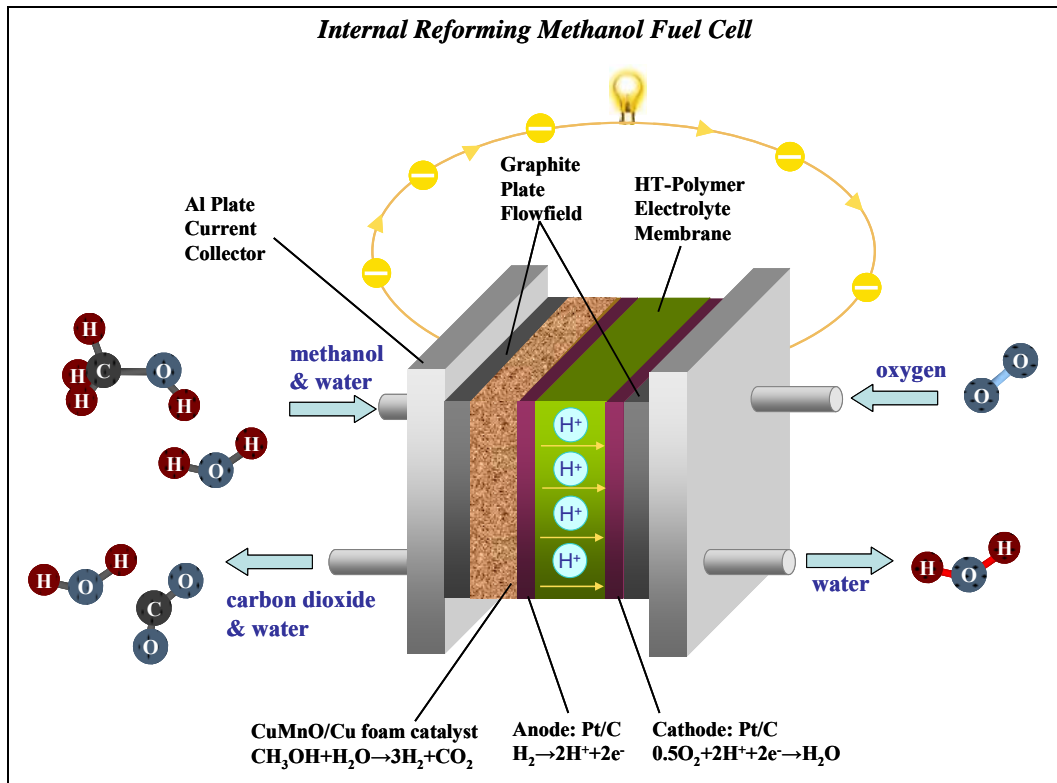 Internal Reforming Methanol Fuel Cell
Graphite
Plate
Flowfield
HT-Polymer
Electrolyte
Membrane
Al Plate
Current
Collector
H
C
O
H
H
H
methanol
& water
H
O
H
oxygen
O
O
H⁺
H⁺
H⁺
H⁺
H
O
H
O
C
O
carbon dioxide
& water
water
H
O
H
CuMnO/Cu foam catalyst
CH₃OH+H₂O→3H₂+CO₂
Anode: Pt/C
H₂→2H⁺+2e⁻
Cathode: Pt/C
0.5O₂+2H⁺+2e⁻→H₂O